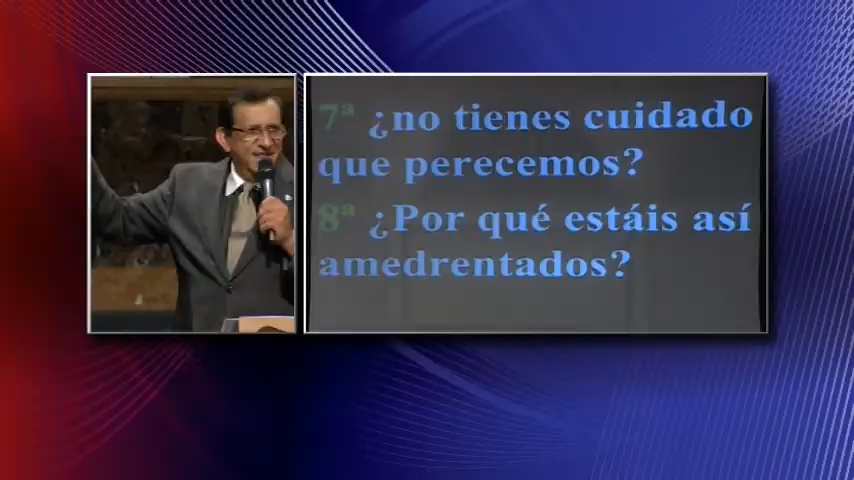 7ª ¿no tienes cuidado
que perecemos?
8ª ¿Por qué estáis así
amedrentados?